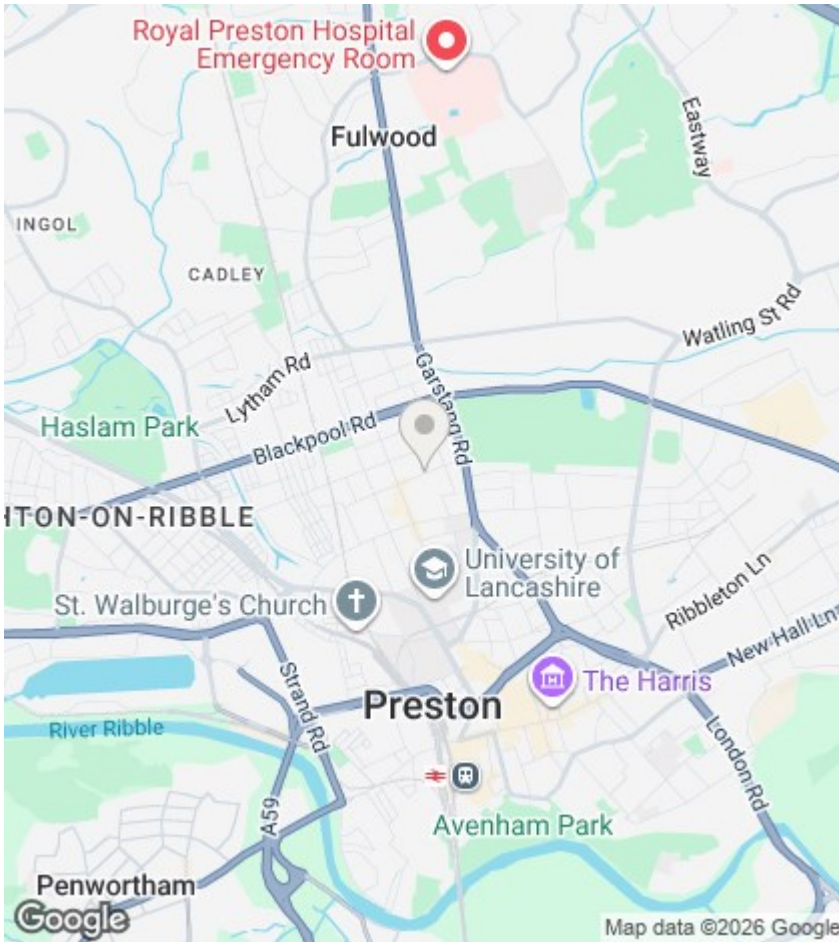 Royal Preston Hospital
Emergency Room
Fulwood
Eastway
INGOL
CADLEY
Watling St Rd
Lytham Rd
Garstang Rd
Haslam Park
Blackpool Rd
HTON-ON-RIBBLE
University of
Lancashire
St. Walburge's Church
Ribbleton Ln
New Hall Ln
Strand Rd
The Harris
Preston
River Ribble
London Rd
A59
Avenham Park
Penwortham
Google
Map data ©2026 Google